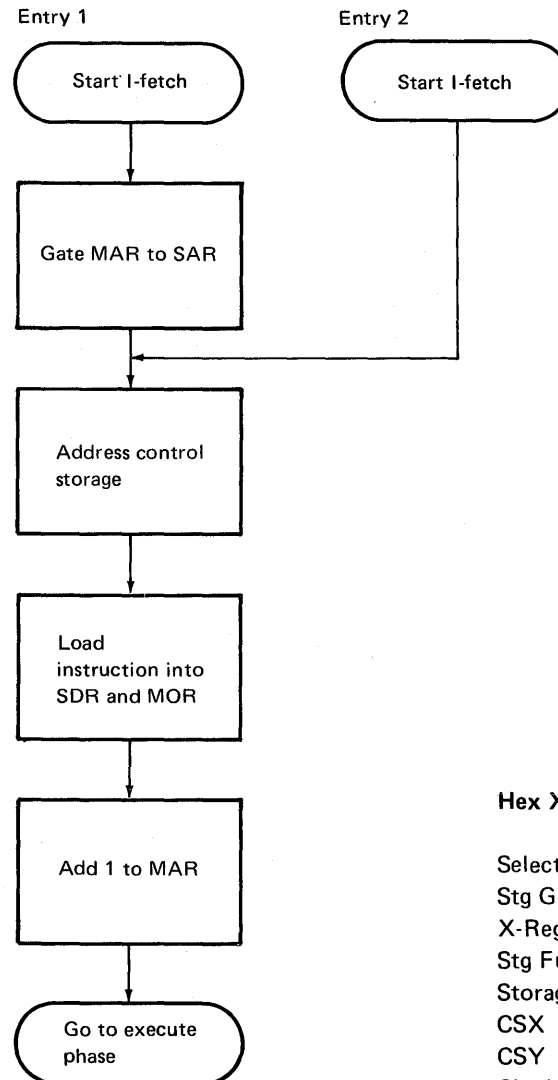 Entry 1
Entry 2
Start I-fetch
Start I-fetch
Gate MAR to SAR
Address control
storage
Load
instruction into
SDR and MOR
Add 1 to MAR
Go to execute
phase
Hex X
Select
Stg G
X-Reg
Stg Fu
Storag
CSX
CSY